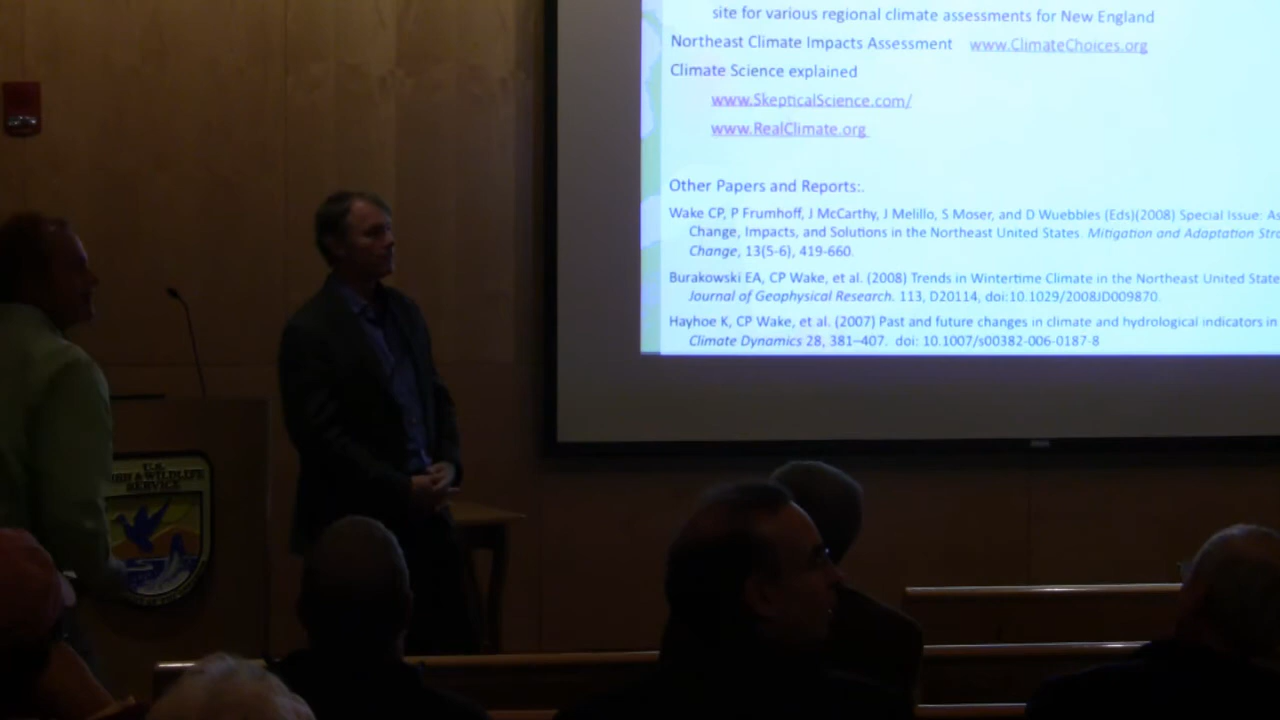 site for various regional climate assessments for New England
Northeast Climate Impacts Assessment www.ClimateChoices.org
Climate Science explained
www.SkepticalScience.com/
www.RealClimate.org
Other Papers and Reports:.
Wake CP, P Frumhoff, J McCarthy, J Melillo, S Moser, and D Wuebbles (Eds)(2008) Special Issue:
Change, Impacts, and Solutions in the Northeast United States. Mitigation and Adaptation
Change, 13(5-6), 419-660.
Burakowski EA, CP Wake, et al. (2008) Trends in Wintertime Climate in the Northeast United
Journal of Geophysical Research. 113, D20114, doi:10.1029/2008JD009870.
Hayhoe K, CP Wake, et al. (2007) Past and future changes in climate and hydrological indicators in
Climate Dynamics 28, 381–407. doi: 10.1007/s00382-006-0187-8
U.S.
& WILDLIFE
SERVICE